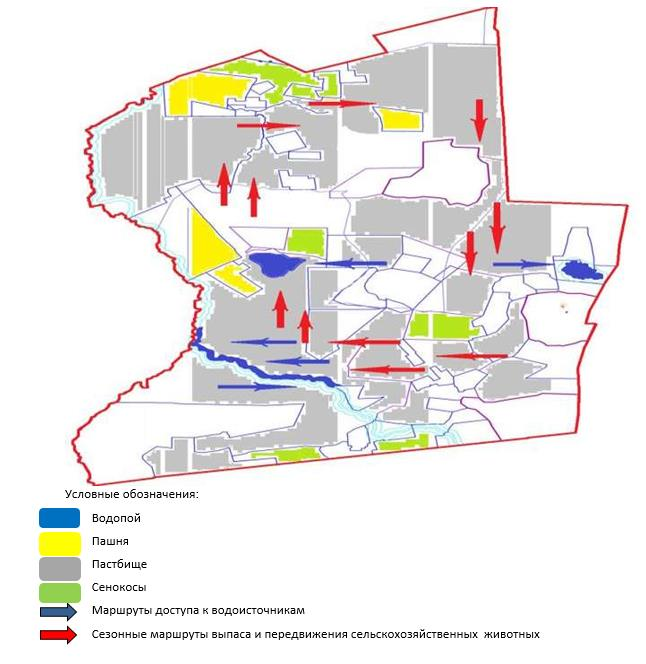 Условные обозначения:
Водопой
Пашня
Пастбище
Сенокосы
Маршруты доступа к водоисточникам
Сезонные маршруты выпаса и передвижения сельскохозяйственных животных